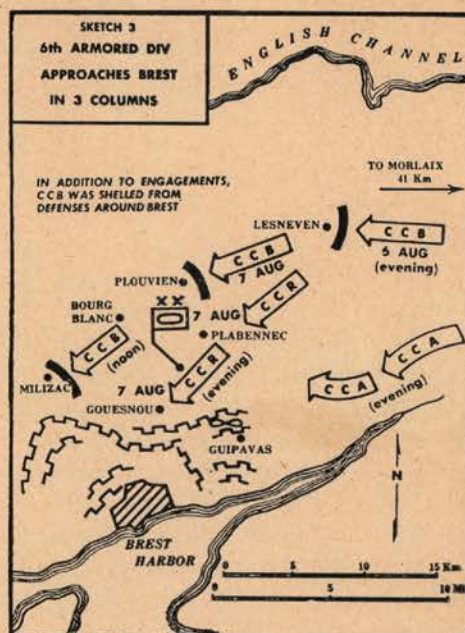 SKETCH 3
6th ARMORED DIV
APPROACHES BREST
IN 3 COLUMNS
ENGLISH CHANNEL
IN ADDITION TO ENGAGEMENTS,
CCB WAS SHELLED FROM
DEFENSES AROUND BREST
TO MORLAIX
41 Km
LESNEVEN
CCB
6 AUG
(evening)
CCB
7 AUG
PLOUVIEN
CCR
BOURG
BLANC
7 AUG
PLABENNEC
CCB
(noon)
CCR
(evening)
7 AUG
CCA
CCA
(evening)
MILIZAC
GOUESNOU
GUIPAVAS
N
BREST
HARBOR
0 5 10 15 Km
0 5 10 Mi